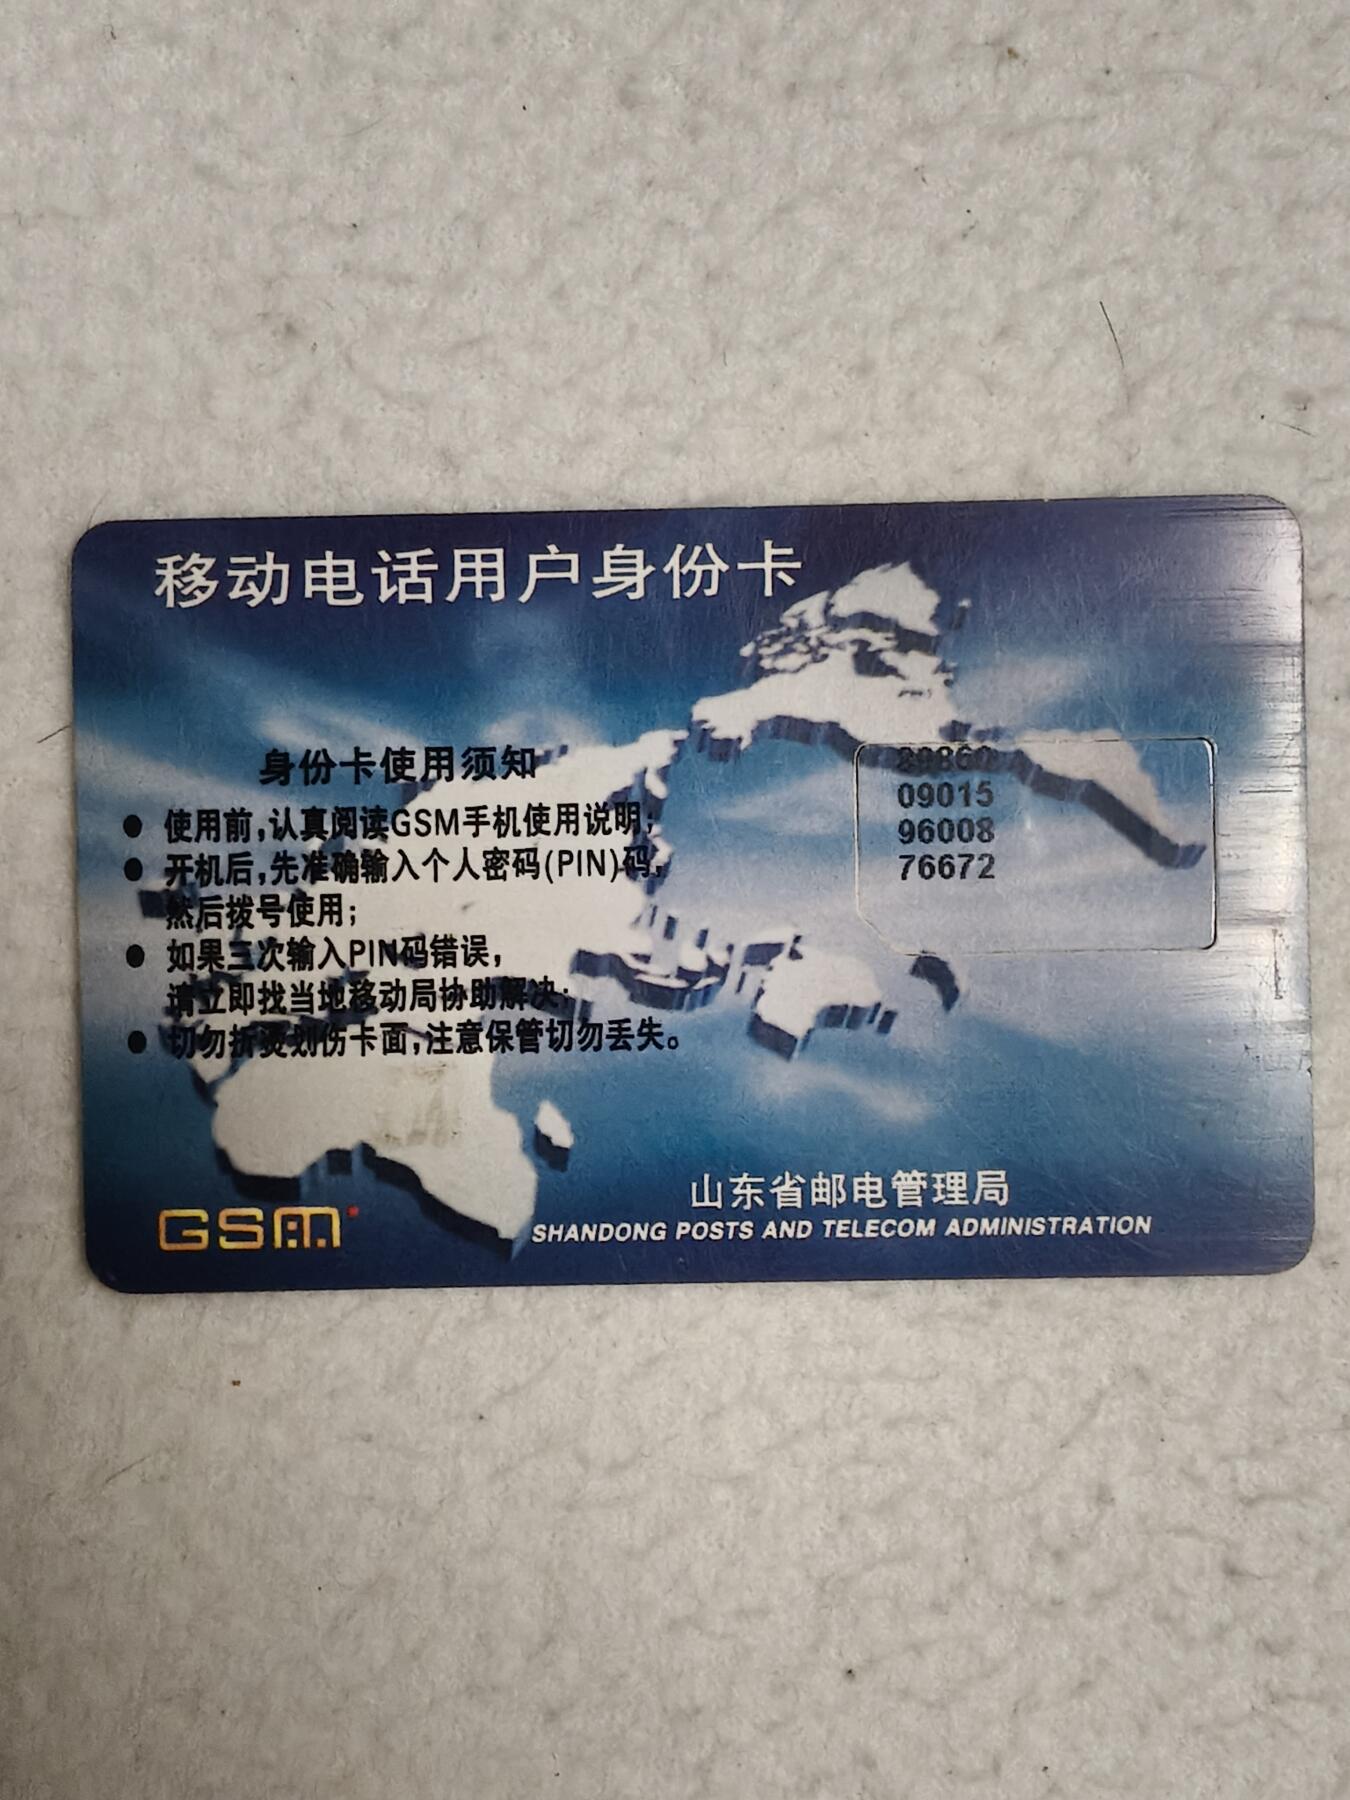 移动电话用户身份卡
身份卡使用须知
● 使用前,认真阅读GSM手机使用说明;
● 开机后,先准确输入个人密码(PIN)码,
然后拨号使用;
● 如果三次输入PIN码错误,
请立即找当地移动局协助解决;
● 切勿折烫划伤卡面,注意保管切勿丢失。
89860
09015
96008
76672
山东省邮电管理局
SHANDONG POSTS AND TELECOM ADMINISTRATION
GSM